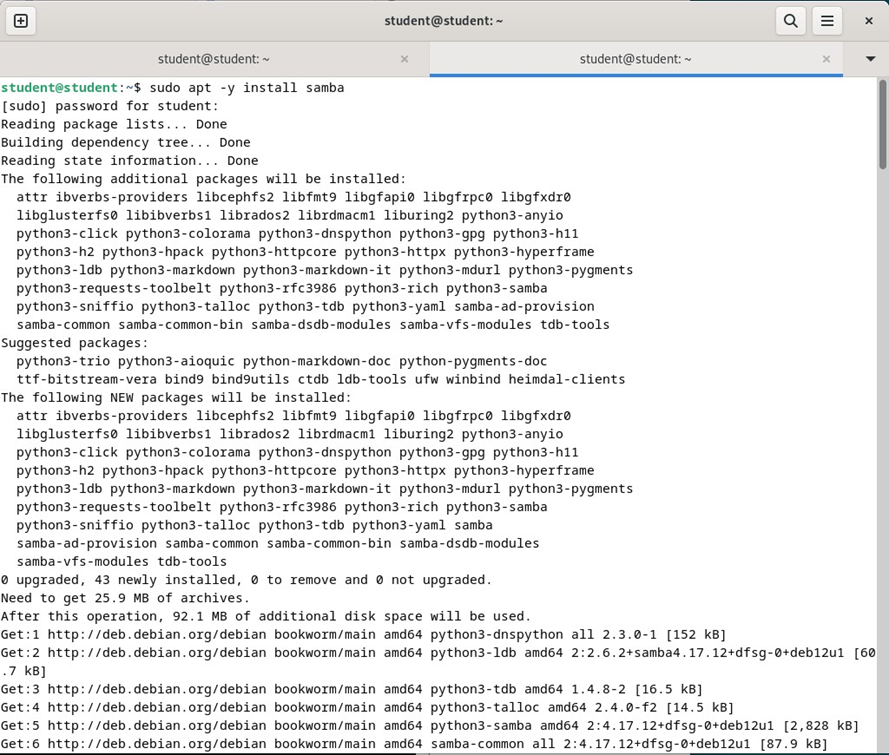 student@student: ~
student@student: ~
student@student: ~
student@student:~$ sudo apt -y install samba
[sudo] password for student:
Reading package lists... Done
Building dependency tree... Done
Reading state information... Done
The following additional packages will be installed:
  attr ibverbs-providers libcephfs2 libfmt9 libgfapi0 libgfrpc0 libgfxdr0
  libglusterfs0 libibverbs1 librados2 librdmacm1 liburing2 python3-anyio
  python3-click python3-colorama python3-dnspython python3-gpg python3-h11
  python3-h2 python3-hpack python3-httpcore python3-httpx python3-hyperframe
  python3-ldb python3-markdown python3-markdown-it python3-mdurl python3-pygments
  python3-requests-toolbelt python3-rfc3986 python3-rich python3-samba
  python3-sniffio python3-talloc python3-tdb python3-yaml samba-ad-provision
  samba-common samba-common-bin samba-dsdb-modules samba-vfs-modules tdb-tools
Suggested packages:
  python3-trio python3-aioquic python-markdown-doc python-pygments-doc
  ttf-bitstream-vera bind9 bind9utils ctdb ldb-tools ufw winbind heimdal-clients
The following NEW packages will be installed:
  attr ibverbs-providers libcephfs2 libfmt9 libgfapi0 libgfrpc0 libgfxdr0
  libglusterfs0 libibverbs1 librados2 librdmacm1 liburing2 python3-anyio
  python3-click python3-colorama python3-dnspython python3-gpg python3-h11
  python3-h2 python3-hpack python3-httpcore python3-httpx python3-hyperframe
  python3-ldb python3-markdown python3-markdown-it python3-mdurl python3-pygments
  python3-requests-toolbelt python3-rfc3986 python3-rich python3-samba
  python3-sniffio python3-talloc python3-tdb python3-yaml samba
  samba-ad-provision samba-common samba-common-bin samba-dsdb-modules
  samba-vfs-modules tdb-tools
0 upgraded, 43 newly installed, 0 to remove and 0 not upgraded.
Need to get 25.9 MB of archives.
After this operation, 92.1 MB of additional disk space will be used.
Get:1 http://deb.debian.org/debian bookworm/main amd64 python3-dnspython all 2.3.0-1 [152 kB]
Get:2 http://deb.debian.org/debian bookworm/main amd64 python3-ldb amd64 2:2.6.2+samba4.17.12+dfsg-0+deb12u1 [60
.7 kB]
Get:3 http://deb.debian.org/debian bookworm/main amd64 python3-tdb amd64 1.4.8-2 [16.5 kB]
Get:4 http://deb.debian.org/debian bookworm/main amd64 python3-talloc amd64 2.4.0-f2 [14.5 kB]
Get:5 http://deb.debian.org/debian bookworm/main amd64 python3-samba amd64 2:4.17.12+dfsg-0+deb12u1 [2,828 kB]
Get:6 http://deb.debian.org/debian bookworm/main amd64 samba-common all 2:4.17.12+dfsg-0+deb12u1 [87.9 kB]